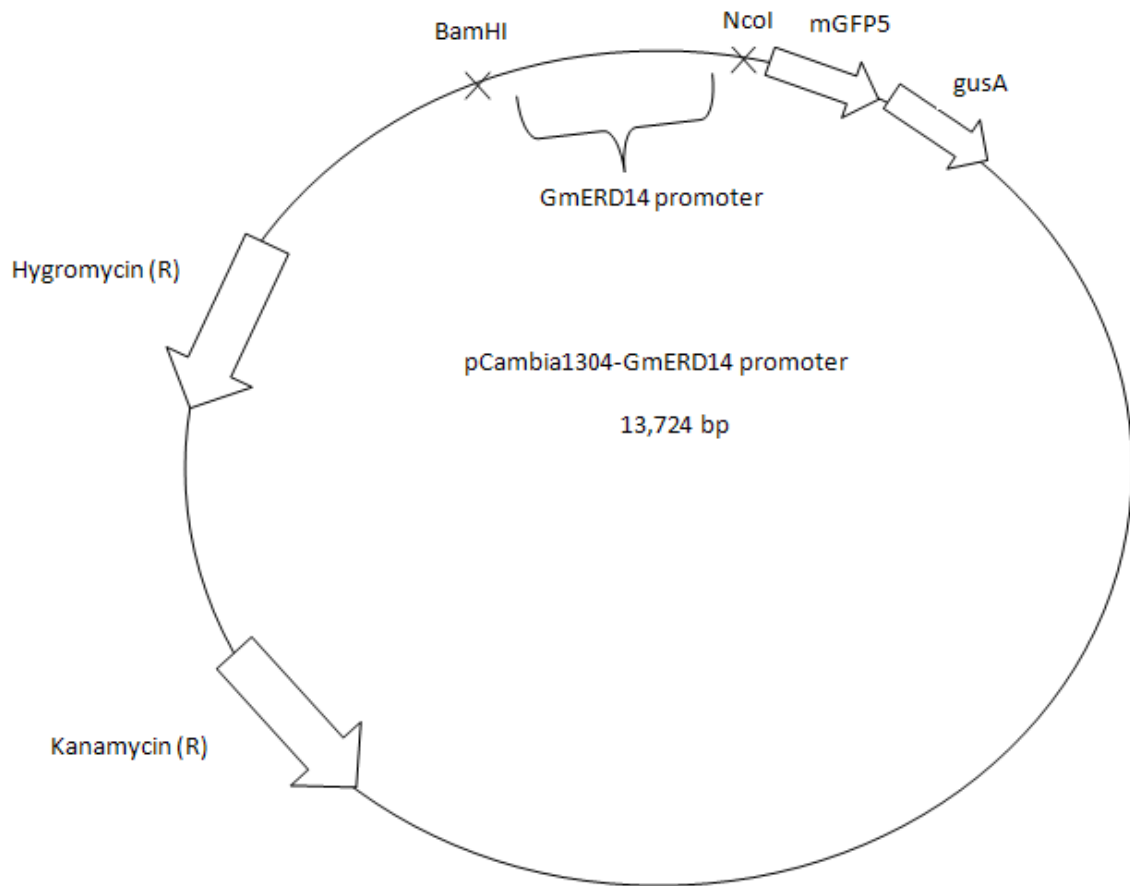 NcoI
mGFP5
BamHI
gusA
GmERD14 promoter
Hygromycin (R)
pCambia1304-GmERD14 promoter
13,724 bp
Kanamycin (R)